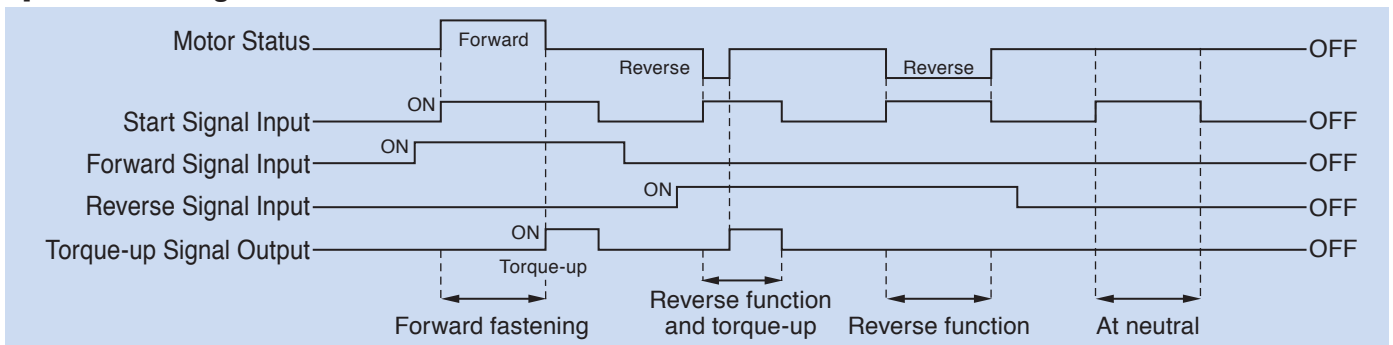 Motor Status
Forward
Reverse
Reverse
OFF
ON
Start Signal Input
OFF
ON
Forward Signal Input
OFF
ON
Reverse Signal Input
OFF
ON
Torque-up Signal Output
OFF
Torque-up
Forward fastening
Reverse function
and torque-up
Reverse function
At neutral